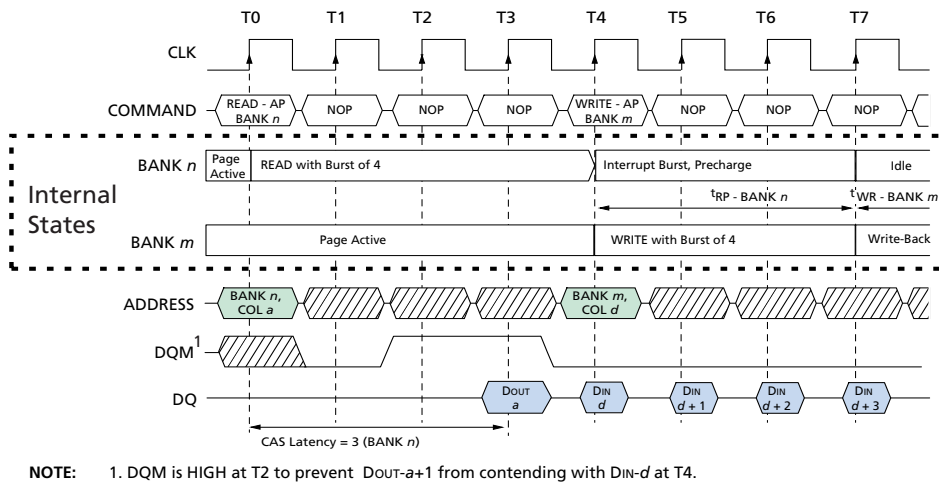 T0 T1 T2 T3 T4 T5 T6 T7
CLK
COMMAND
READ - AP
BANK n
NOP
NOP
NOP
WRITE - AP
BANK m
NOP
NOP
NOP
Internal
States
BANK n
Page
Active
READ with Burst of 4
Interrupt Burst, Precharge
Idle
tRP - BANK n
tWR - BANK m
BANK m
Page Active
WRITE with Burst of 4
Write-Back
ADDRESS
BANK n,
COL a
BANK m,
COL d
DQM1
DQ
DOUT
a
DIN
d
DIN
d + 1
DIN
d + 2
DIN
d + 3
CAS Latency = 3 (BANK n)
NOTE: 1. DQM is HIGH at T2 to prevent DOUT-a+1 from contending with DIN-d at T4.